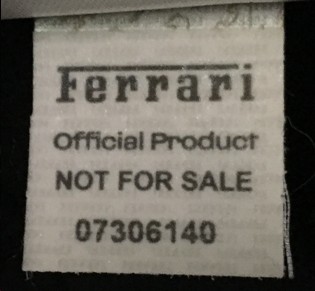 Ferrari
Official Product
NOT FOR SALE
07306140